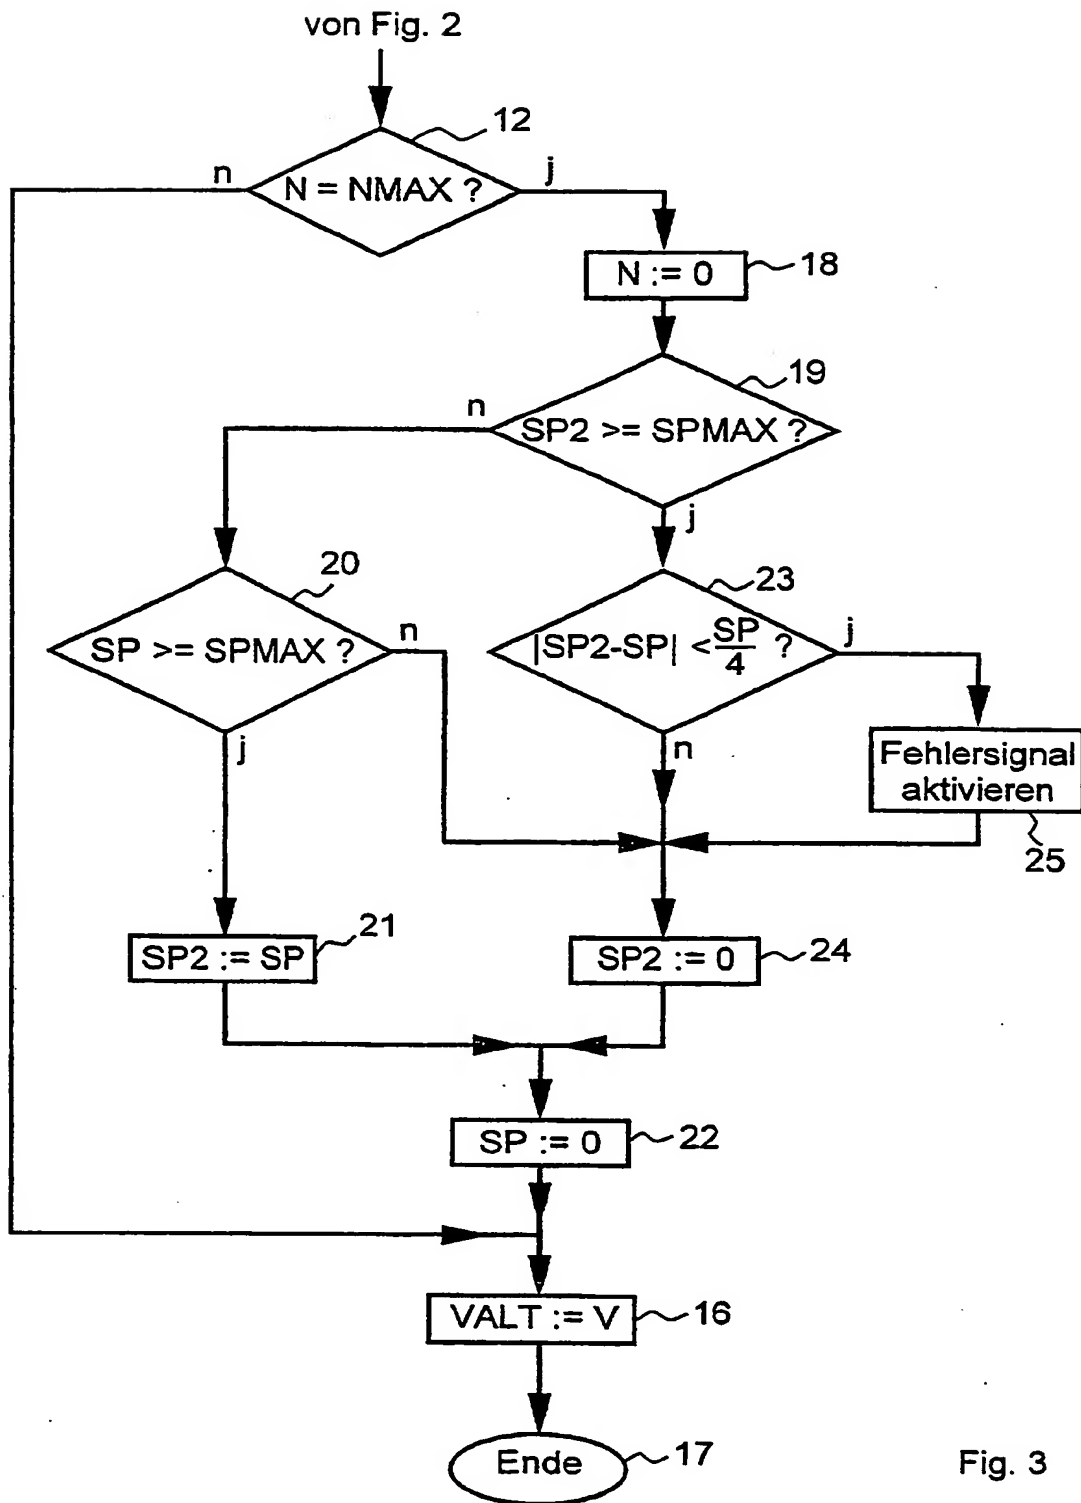 von Fig. 2
12
n
N = NMAX ?
j
N := 0
18
19
n
SP2 >= SPMAX ?
j
20
SP >= SPMAX ?
n
j
23
|SP2-SP| < SP/4 ?
j
n
Fehlersignal
aktivieren
25
SP2 := SP
21
SP2 := 0
24
SP := 0
22
VALT := V
16
Ende
17
Fig. 3